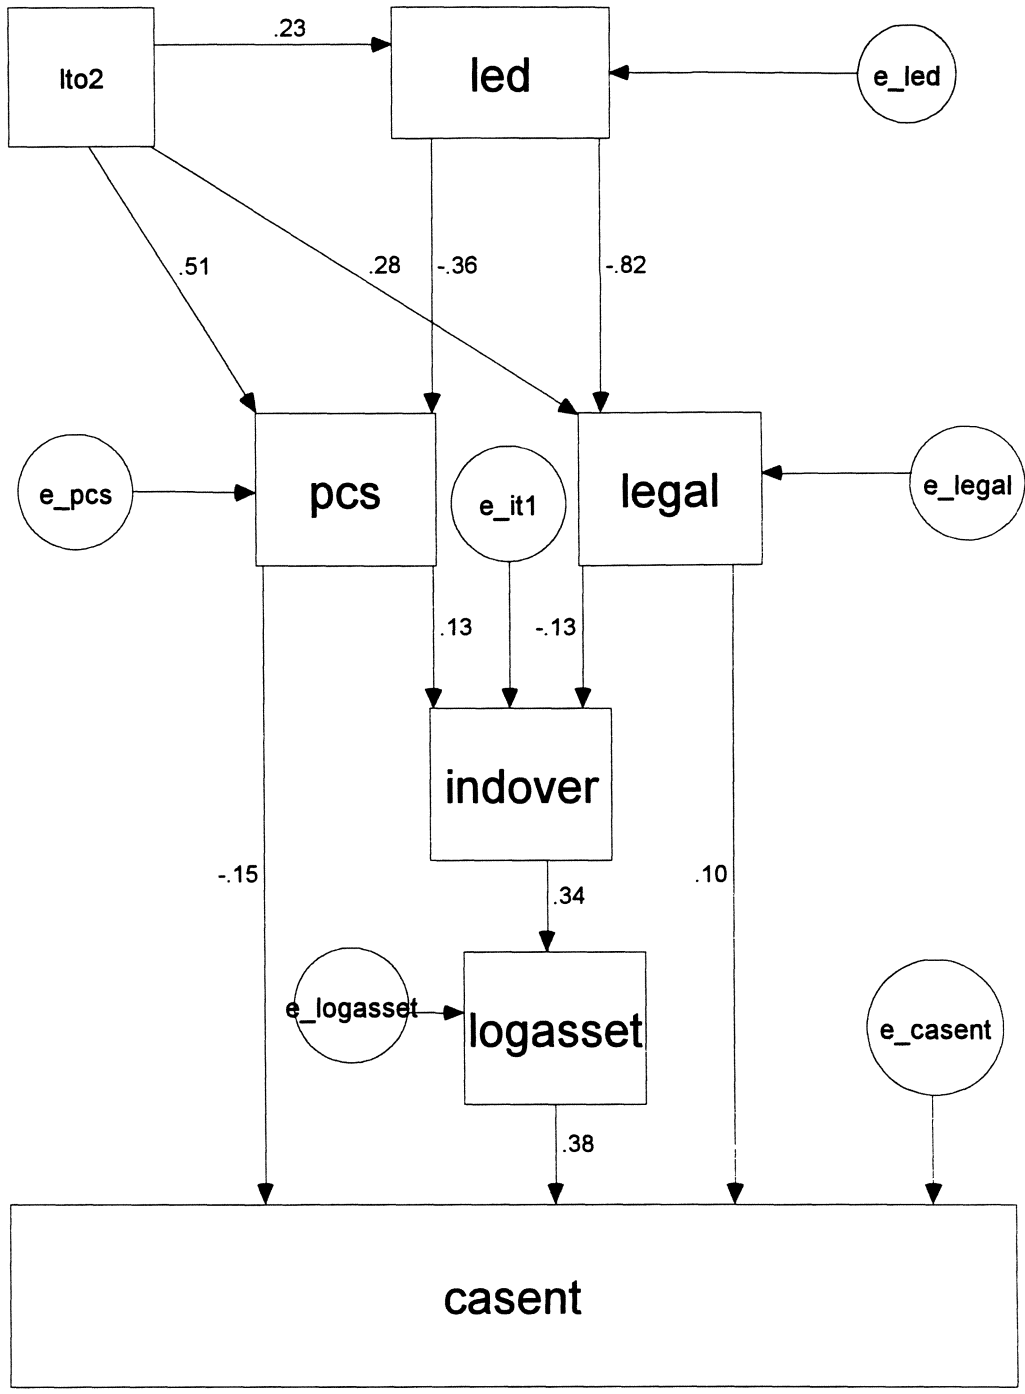 .23
lto2
led
e_led
.51
.28
-.36
-.82
e_pcs
pcs
e_it1
legal
e_legal
.13
-.13
indover
-.15
.34
.10
e_logasset
logasset
e_casent
.38
casent